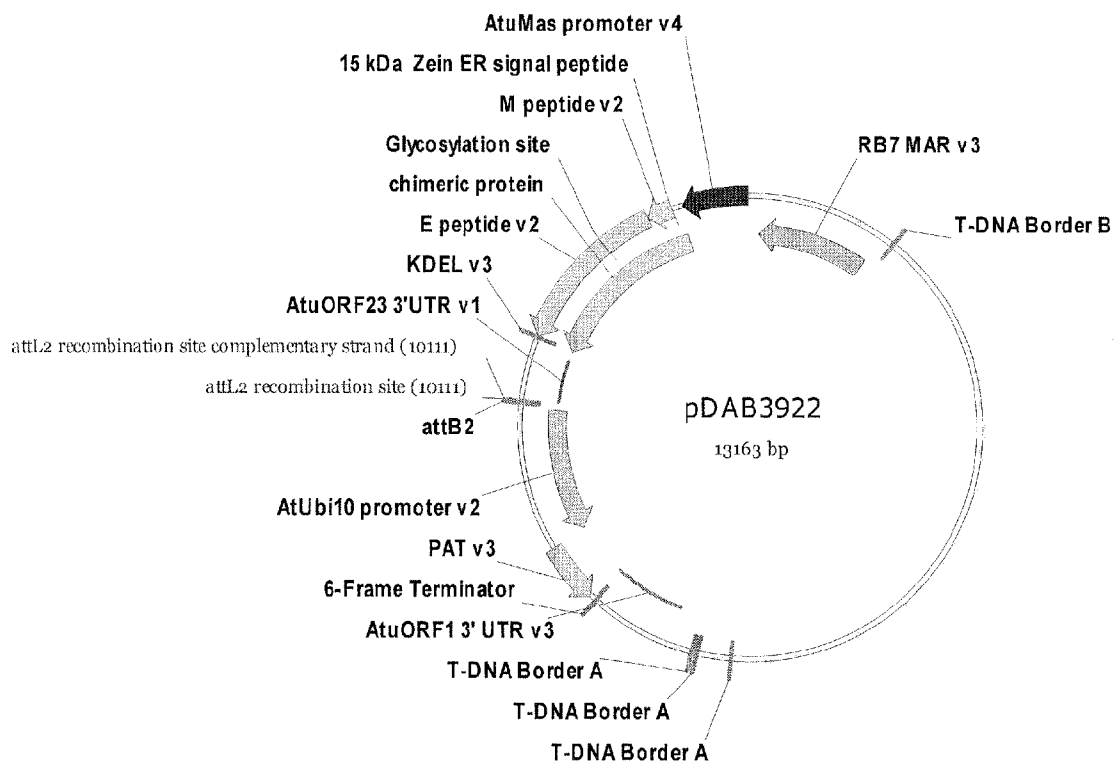 AtuMas promoter v4
15 kDa Zein ER signal peptide
M peptide v2
Glycosylation site
RB7 MAR v3
chimeric protein
E peptide v2
T-DNA Border B
KDEL v3
AtuORF23 3'UTR v1
attL2 recombination site complementary strand (10111)
attL2 recombination site (10111)
attB2
pDAB3922
13163 bp
AtUbi10 promoter v2
PAT v3
6-Frame Terminator
AtuORF1 3' UTR v3
T-DNA Border A
T-DNA Border A
T-DNA Border A